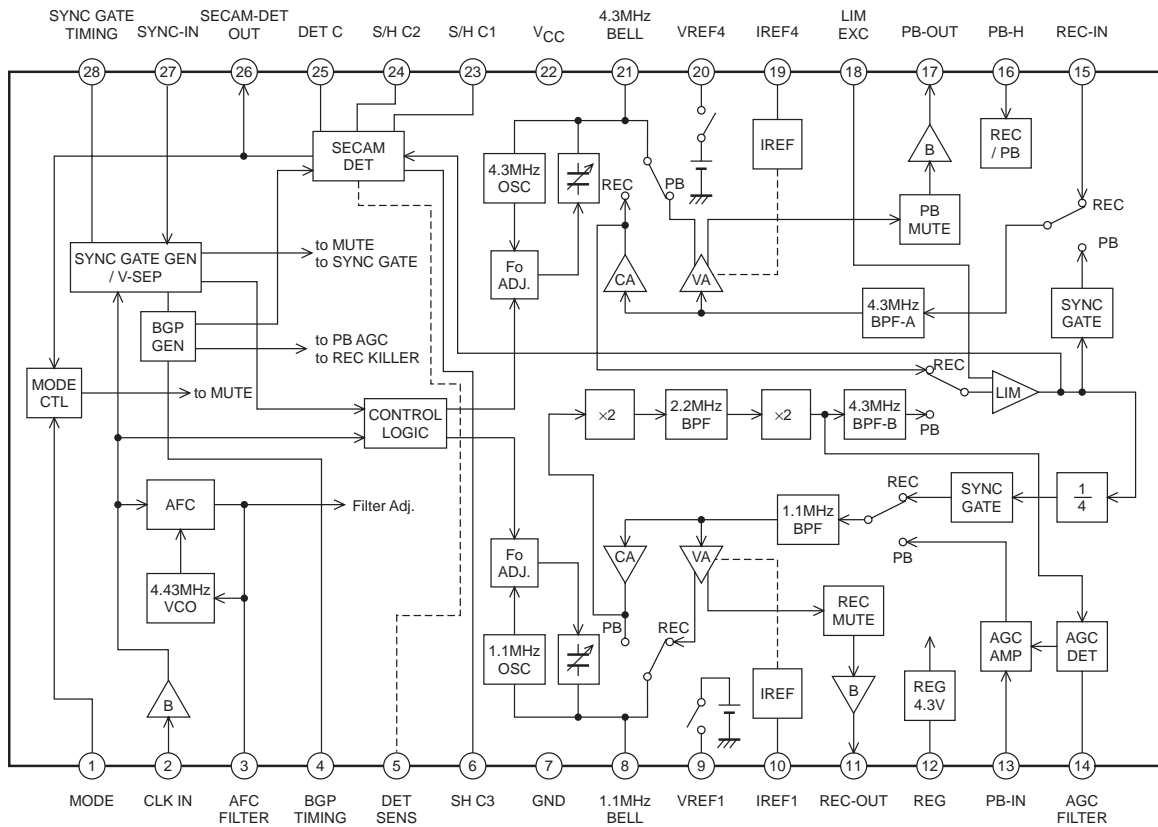 SYNC GATE
TIMING
SYNC-IN
SECAM-DET
OUT
DET C
S/H C2
S/H C1
VCC
4.3MHz
BELL
VREF4
IREF4
LIM
EXC
PB-OUT
PB-H
REC-IN
28
27
26
25
24
23
22
21
20
19
18
17
16
15
SECAM
DET
4.3MHz
OSC
REC
PB
IREF
B
REC
/ PB
PB
MUTE
REC
PB
SYNC GATE GEN
/ V-SEP
to MUTE
to SYNC GATE
Fo
ADJ.
CA
VA
4.3MHz
BPF-A
SYNC
GATE
BGP
GEN
to PB AGC
to REC KILLER
MODE
CTL
to MUTE
CONTROL
LOGIC
×2
2.2MHz
BPF
×2
4.3MHz
BPF-B
REC
PB
LIM
AFC
Filter Adj.
1.1MHz
BPF
REC
PB
SYNC
GATE
1
4
4.43MHz
VCO
Fo
ADJ.
CA
VA
PB
REC
REC
MUTE
1.1MHz
OSC
B
IREF
B
REG
4.3V
AGC
AMP
AGC
DET
1
2
3
4
5
6
7
8
9
10
11
12
13
14
MODE
CLK IN
AFC
FILTER
BGP
TIMING
DET
SENS
SH C3
GND
1.1MHz
BELL
VREF1
IREF1
REC-OUT
REG
PB-IN
AGC
FILTER